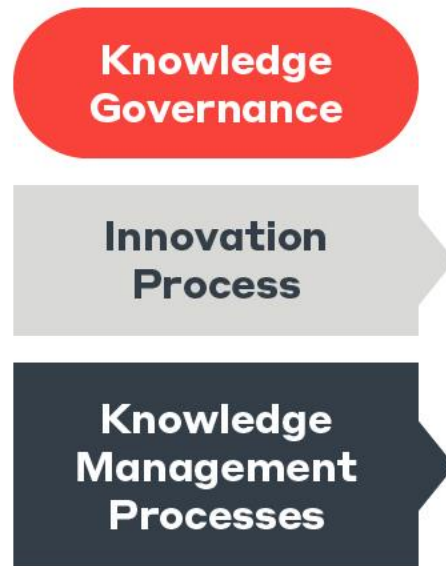 Knowledge
Governance
Innovation
Process
Knowledge
Management
Processes